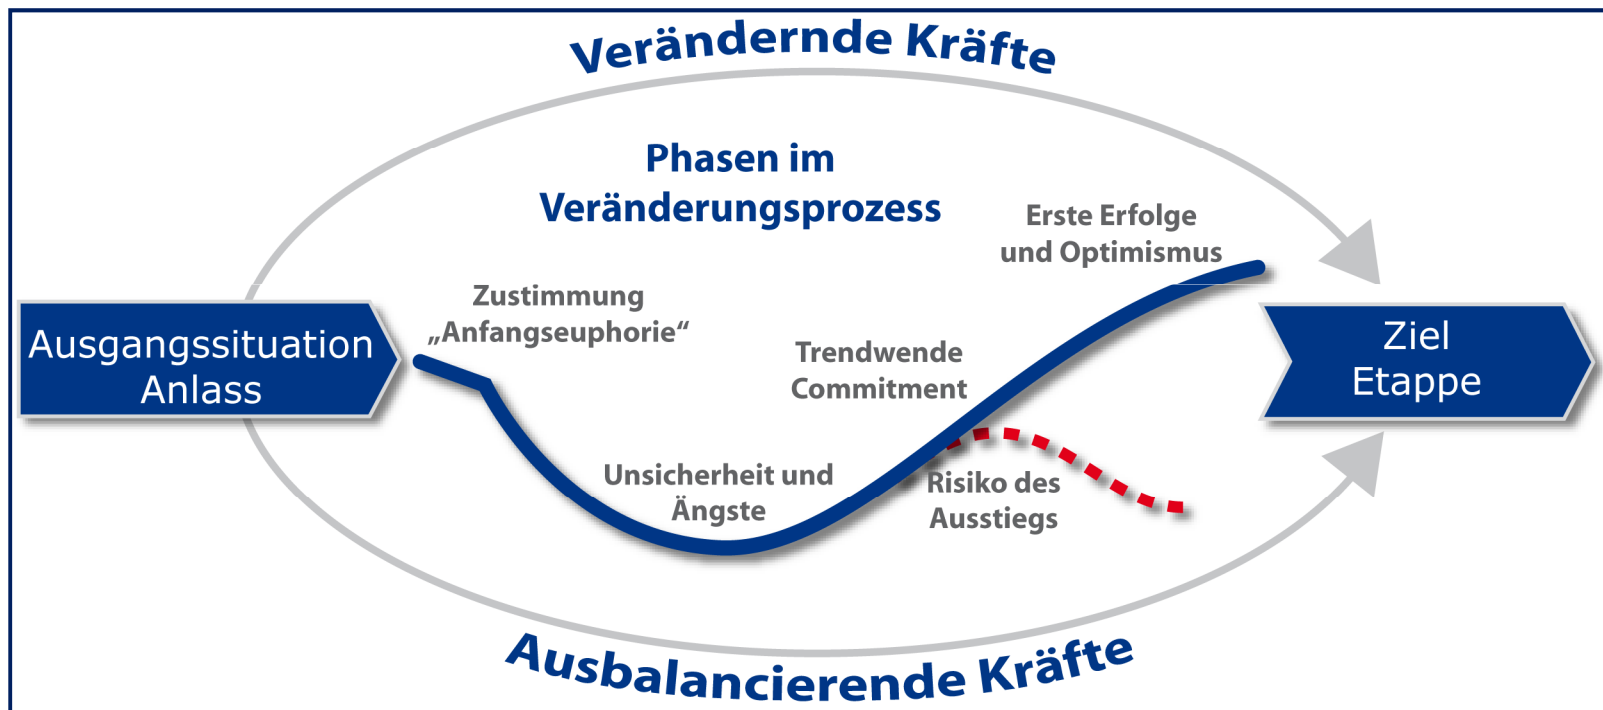 Verändernde Kräfte
Phasen im
Veränderungsprozess
Erste Erfolge
und Optimismus
Zustimmung
„Anfangseuphorie“
Ausgangssituation
Anlass
Trendwende
Commitment
Ziel
Etappe
Unsicherheit und
Ängste
Risiko des
Ausstiegs
Ausbalancierende Kräfte